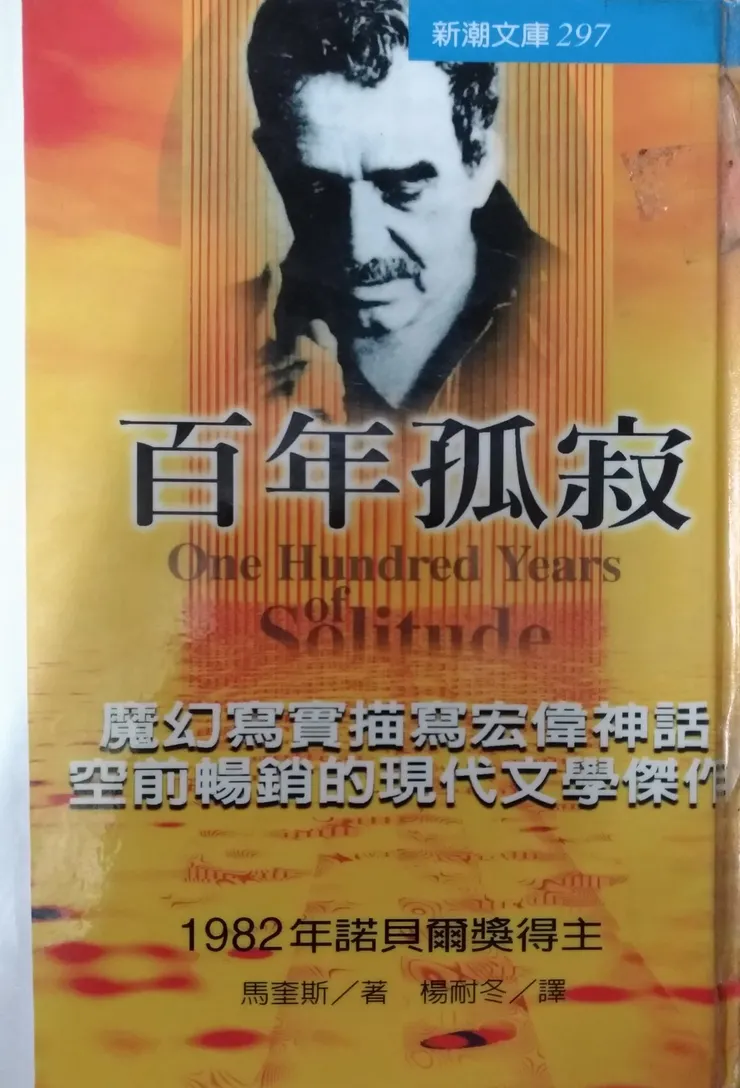 新潮文庫 297
百年孤寂
One Hundred Years
of
Solitude
魔幻寫實描寫宏偉神話
空前暢銷的現代文學傑作
1982年諾貝爾獎得主
馬奎斯／著 楊耐冬／譯